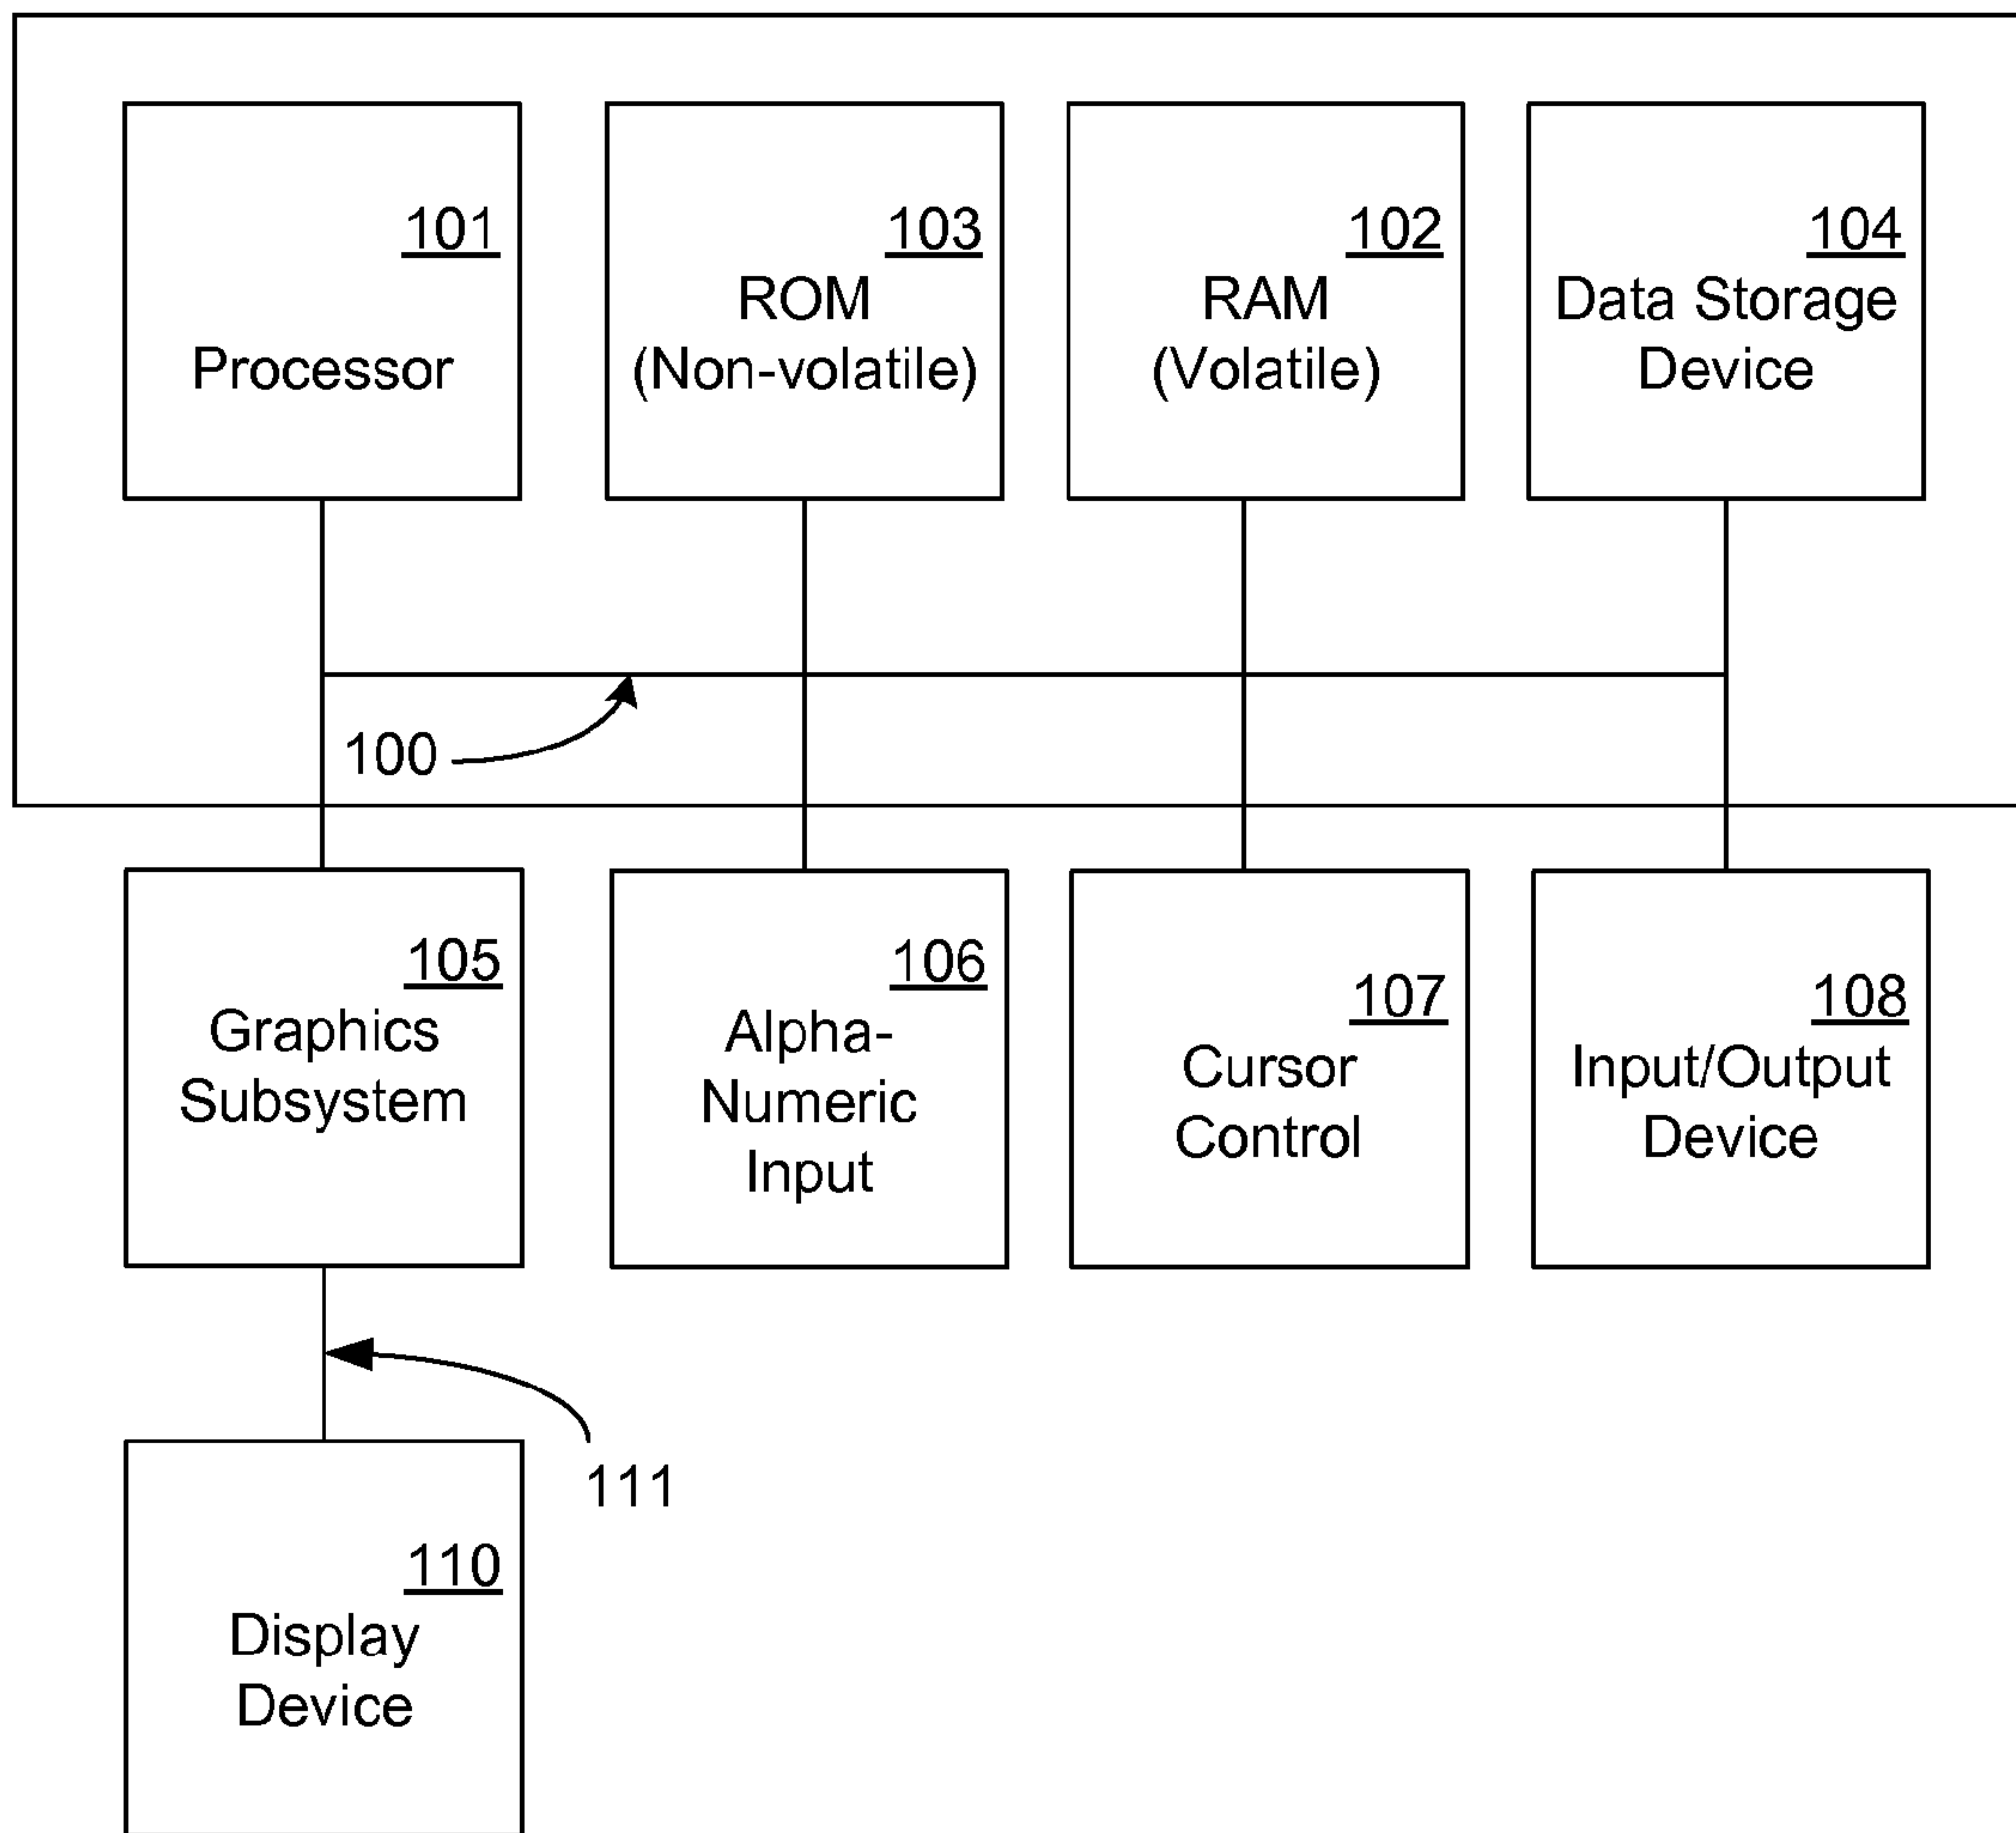 101
Processor
103
ROM
(Non-volatile)
102
RAM
(Volatile)
104
Data Storage
Device
100
105
Graphics
Subsystem
106
Alpha-
Numeric
Input
107
Cursor
Control
108
Input/Output
Device
111
110
Display
Device